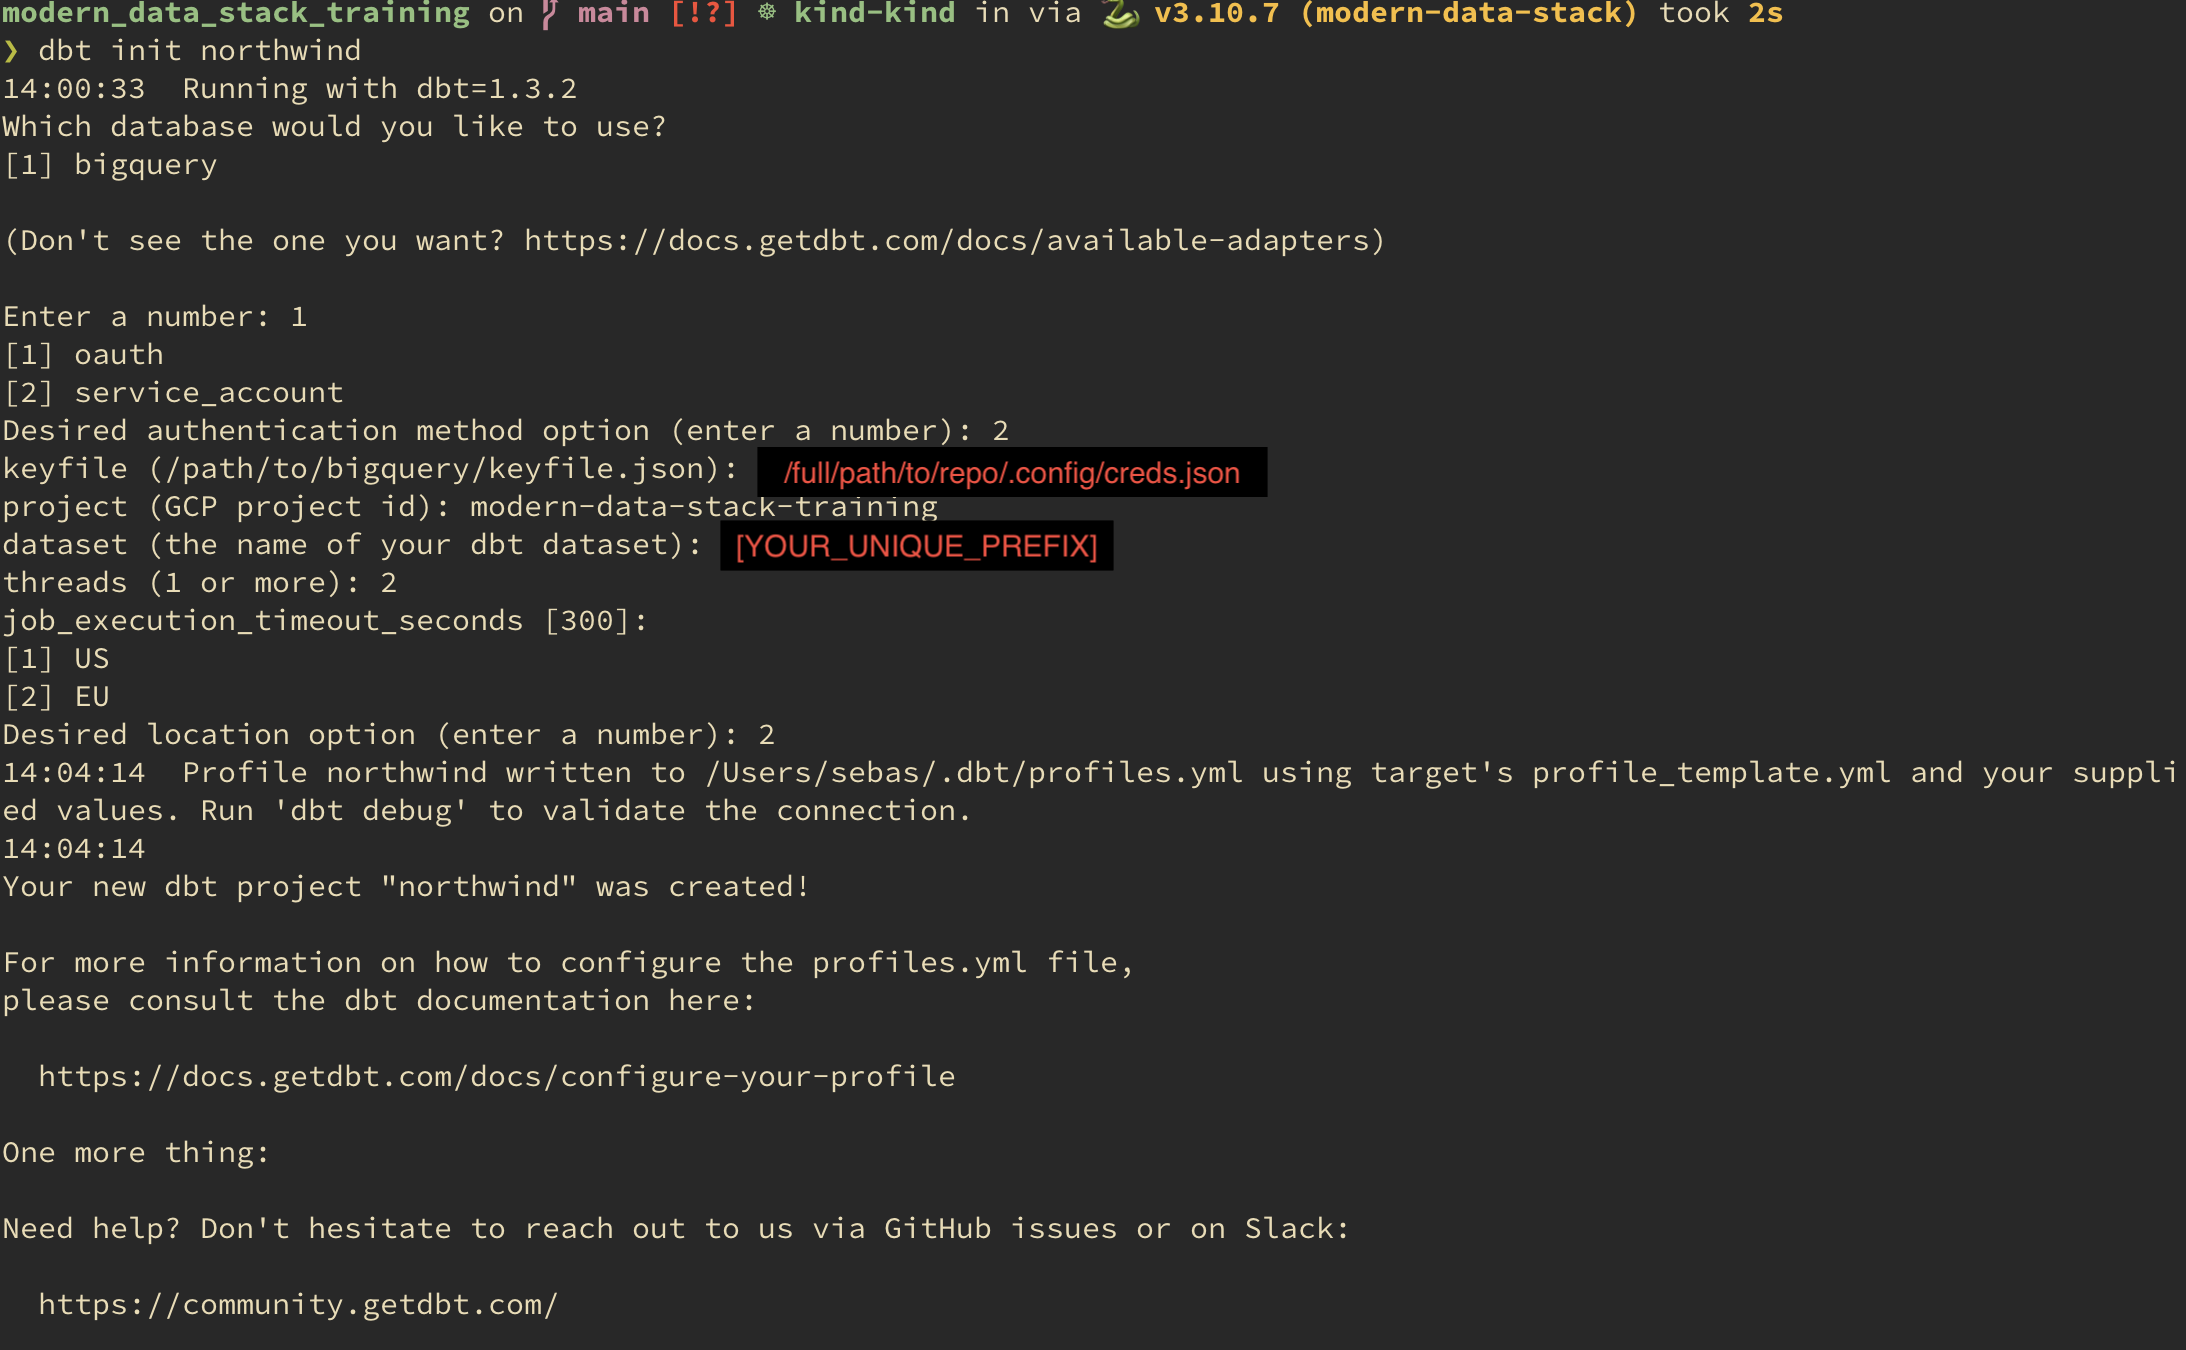 modern_data_stack_training on main [!?] ⎈ kind-kind in via 🐍 v3.10.7 (modern-data-stack) took 2s
❯ dbt init northwind
14:00:33  Running with dbt=1.3.2
Which database would you like to use?
[1] bigquery
(Don't see the one you want? https://docs.getdbt.com/docs/available-adapters)
Enter a number: 1
[1] oauth
[2] service_account
Desired authentication method option (enter a number): 2
keyfile (/path/to/bigquery/keyfile.json): /full/path/to/repo/.config/creds.json
project (GCP project id): modern-data-stack-training
dataset (the name of your dbt dataset): [YOUR_UNIQUE_PREFIX]
threads (1 or more): 2
job_execution_timeout_seconds [300]:
[1] US
[2] EU
Desired location option (enter a number): 2
14:04:14  Profile northwind written to /Users/sebas/.dbt/profiles.yml using target's profile_template.yml and your suppli
ed values. Run 'dbt debug' to validate the connection.
14:04:14
Your new dbt project "northwind" was created!
For more information on how to configure the profiles.yml file,
please consult the dbt documentation here:
https://docs.getdbt.com/docs/configure-your-profile
One more thing:
Need help? Don't hesitate to reach out to us via GitHub issues or on Slack:
https://community.getdbt.com/